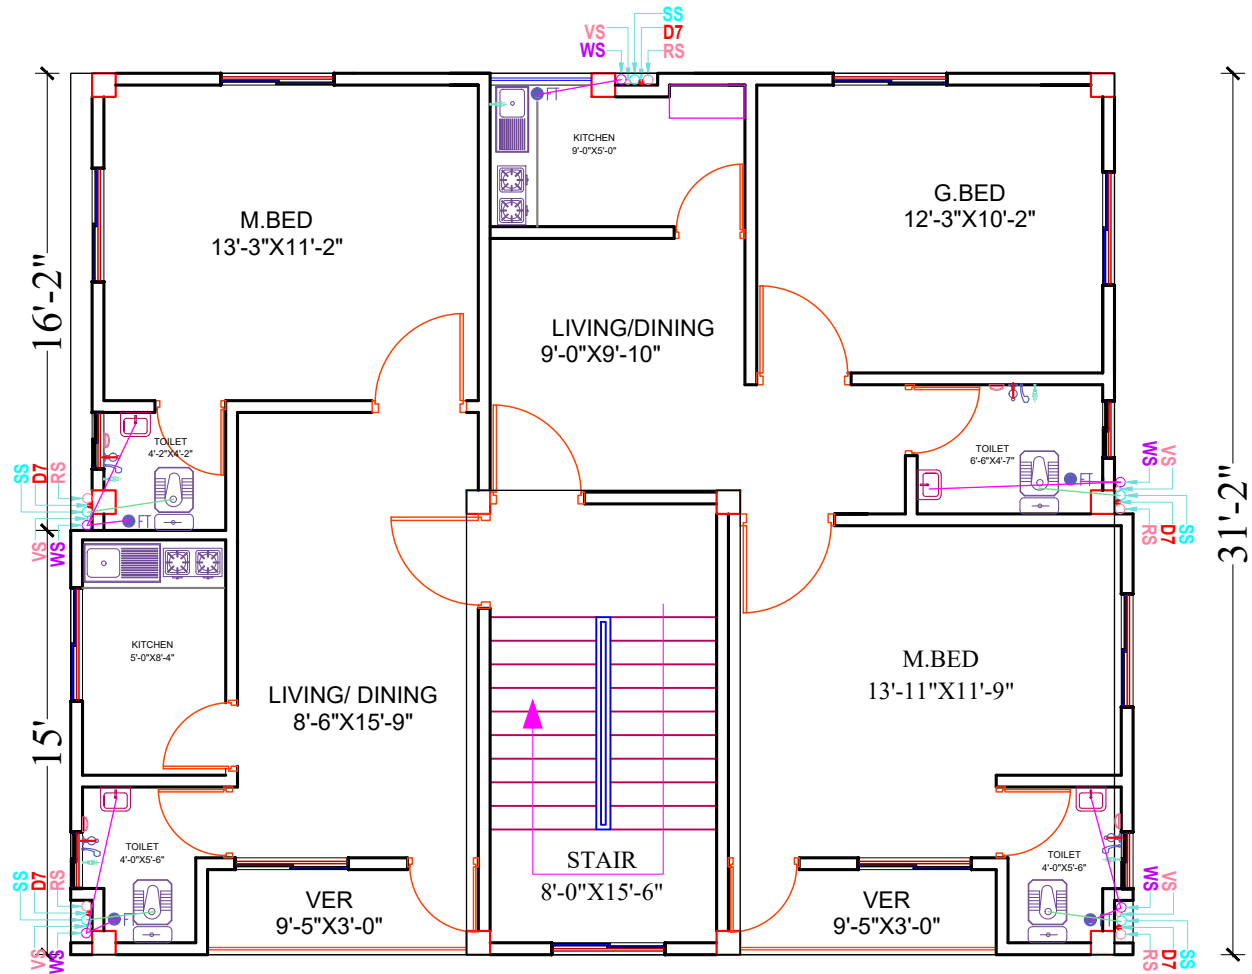 SS
VS D7
WS RS
FT
KITCHEN
9'-0"X5'-0"
M.BED
13'-3"X11'-2"
G.BED
12'-3"X10'-2"
16'-2"
LIVING/DINING
9'-0"X9'-10"
TOILET
4'-2"X4'-2"
SS
D7
RS
FT
VS
WS
TOILET
6'-6"X4'-7"
FT
WS
VS
RS
D7
SS
31'-2"
KITCHEN
5'-0"X8'-4"
LIVING/ DINING
8'-6"X15'-9"
M.BED
13'-11"X11'-9"
15'
TOILET
4'-0"X5'-6"
SS
D7
RS
VS
WS
STAIR
8'-0"X15'-6"
VER
9'-5"X3'-0"
VER
9'-5"X3'-0"
TOILET
4'-0"X5'-6"
WS
VS
RS
D7
SS